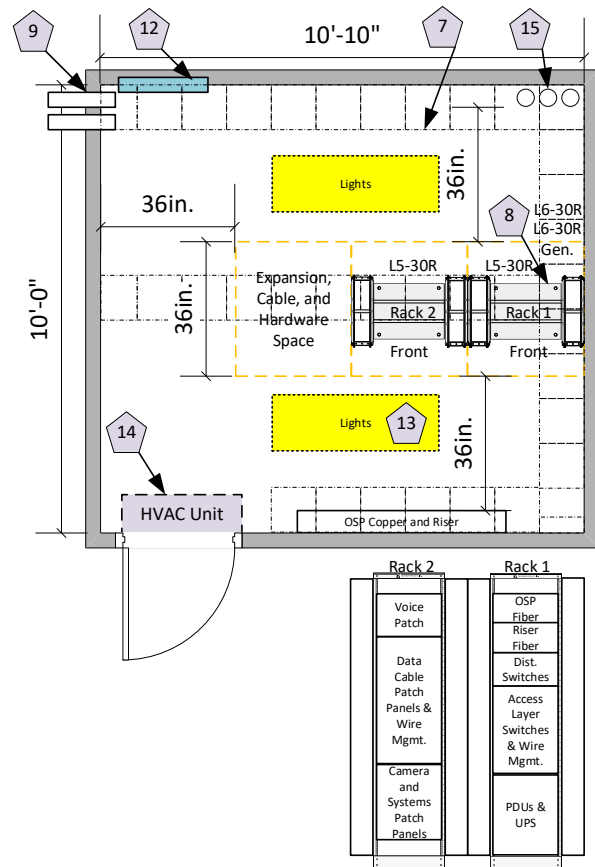 9
12
10'-10"
7
15
Lights
36in.
36in.
8
L6-30R
L6-30R
Gen.
L5-30R
L5-30R
Expansion,
Cable, and
Hardware
Space
Rack 2
Rack 1
Front
Front
36in.
10'-0"
Lights
13
36in.
14
HVAC Unit
OSP Copper and Riser
Rack 2
Rack 1
Voice
Patch
Data
Cable
Patch
Panels &
Wire
Mgmt.
Camera
and
Systems
Patch
Panels
OSP
Fiber
Riser
Fiber
Dist.
Switches
Access
Layer
Switches
& Wire
Mgmt.
PDUs &
UPS